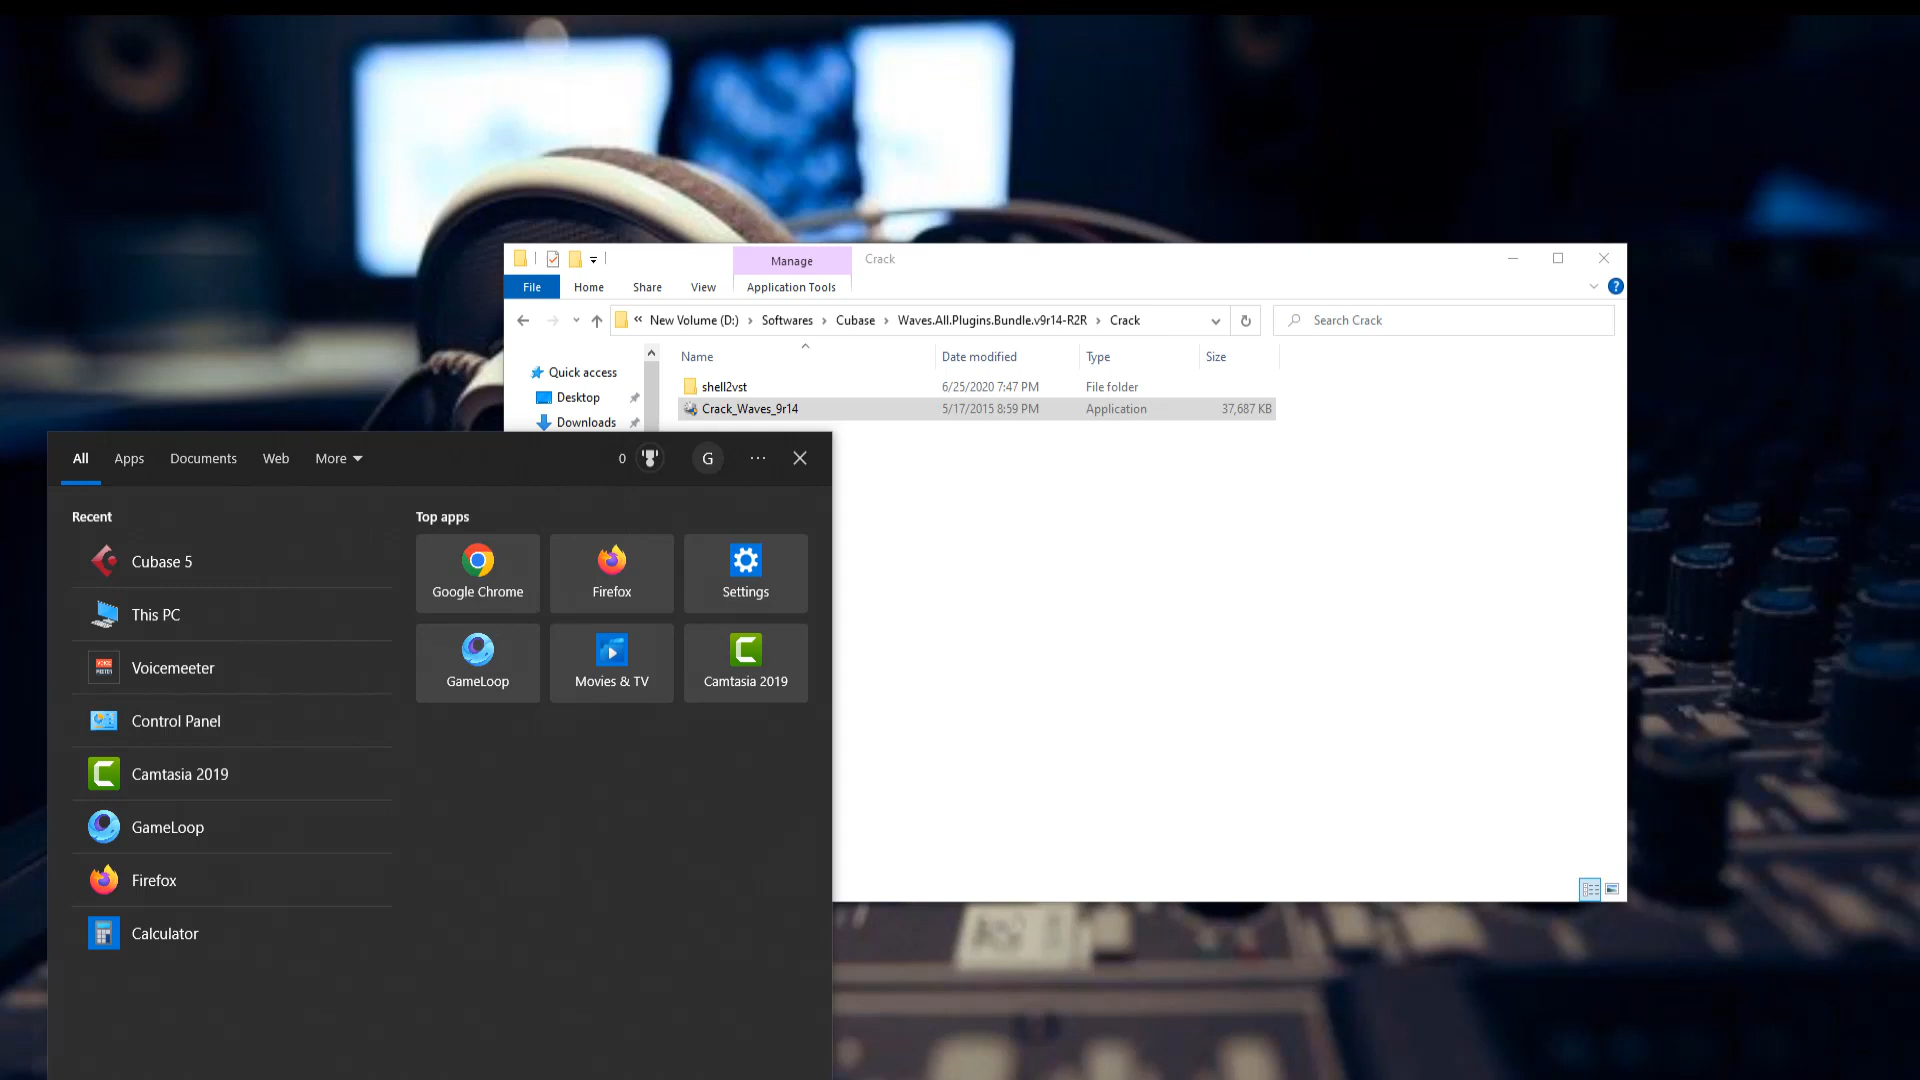 Manage
Crack
File
Home
Share
View
Application Tools
?
« New Volume (D:) › Softwares › Cubase › Waves.All.Plugins.Bundle.v9r14-R2R › Crack
Search Crack
Name
Date modified
Type
Size
Quick access
Desktop
Downloads
shell2vst
6/25/2020 7:47 PM
File folder
Crack_Waves_9r14
5/17/2015 8:59 PM
Application
37,687 KB
All
Apps
Documents
Web
More
0
G
Recent
Cubase 5
This PC
Voicemeeter
Control Panel
Camtasia 2019
GameLoop
Firefox
Calculator
Top apps
Google Chrome
Firefox
Settings
GameLoop
Movies & TV
Camtasia 2019